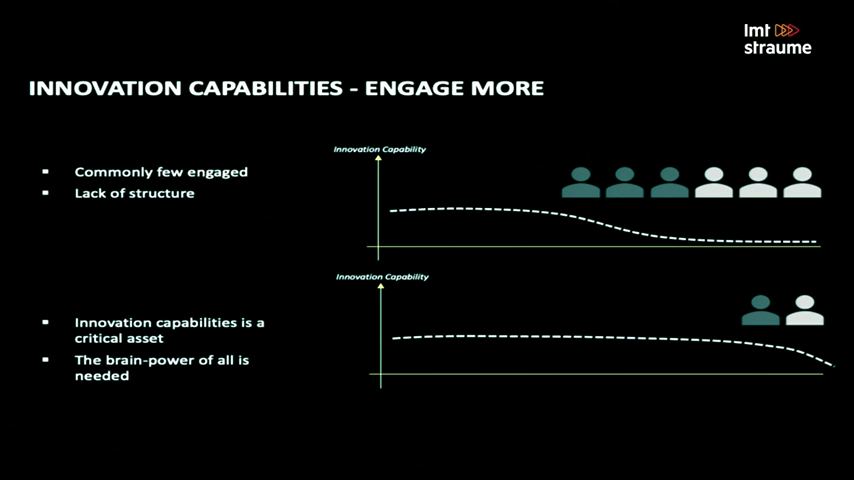 lmt
straume
INNOVATION CAPABILITIES - ENGAGE MORE
Innovation Capability
▪ Commonly few engaged
▪ Lack of structure
Innovation Capability
▪ Innovation capabilities is a
critical asset
▪ The brain-power of all is
needed